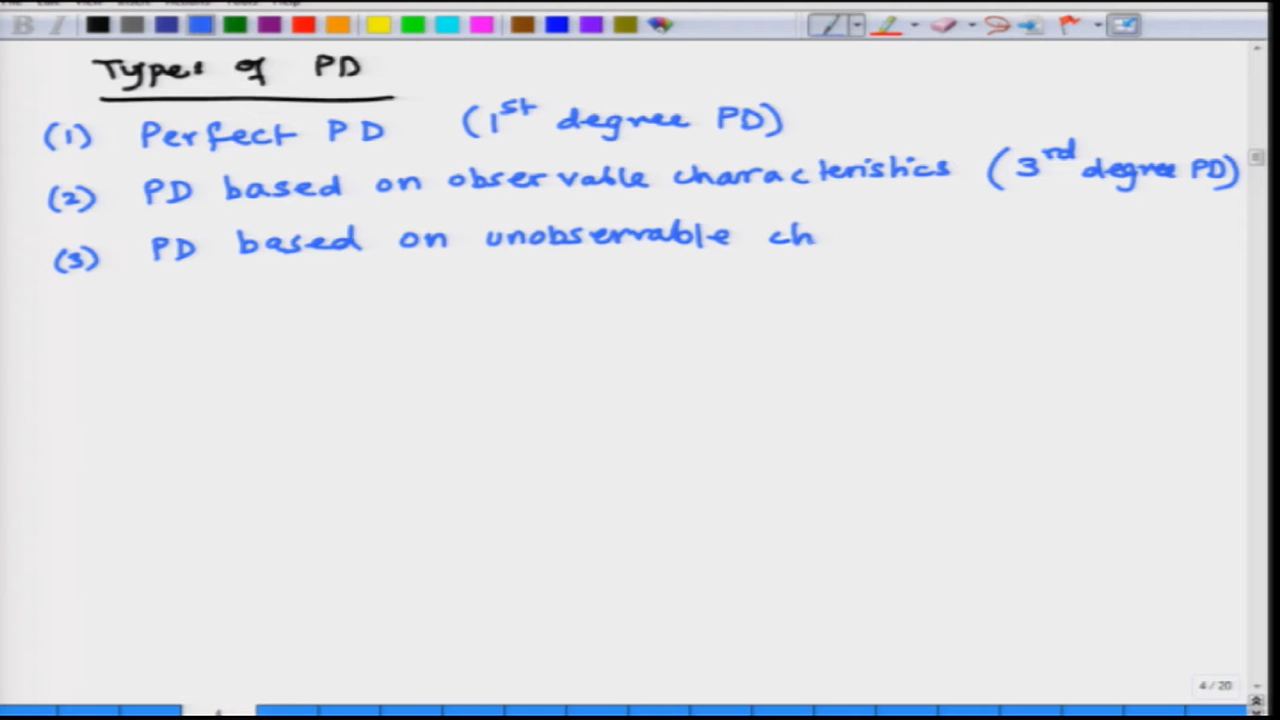 Types of PD
(1) Perfect PD (1st degree PD)
(2) PD based on observable characteristics (3rd degree PD)
(3) PD based on unobservable ch
4 / 20